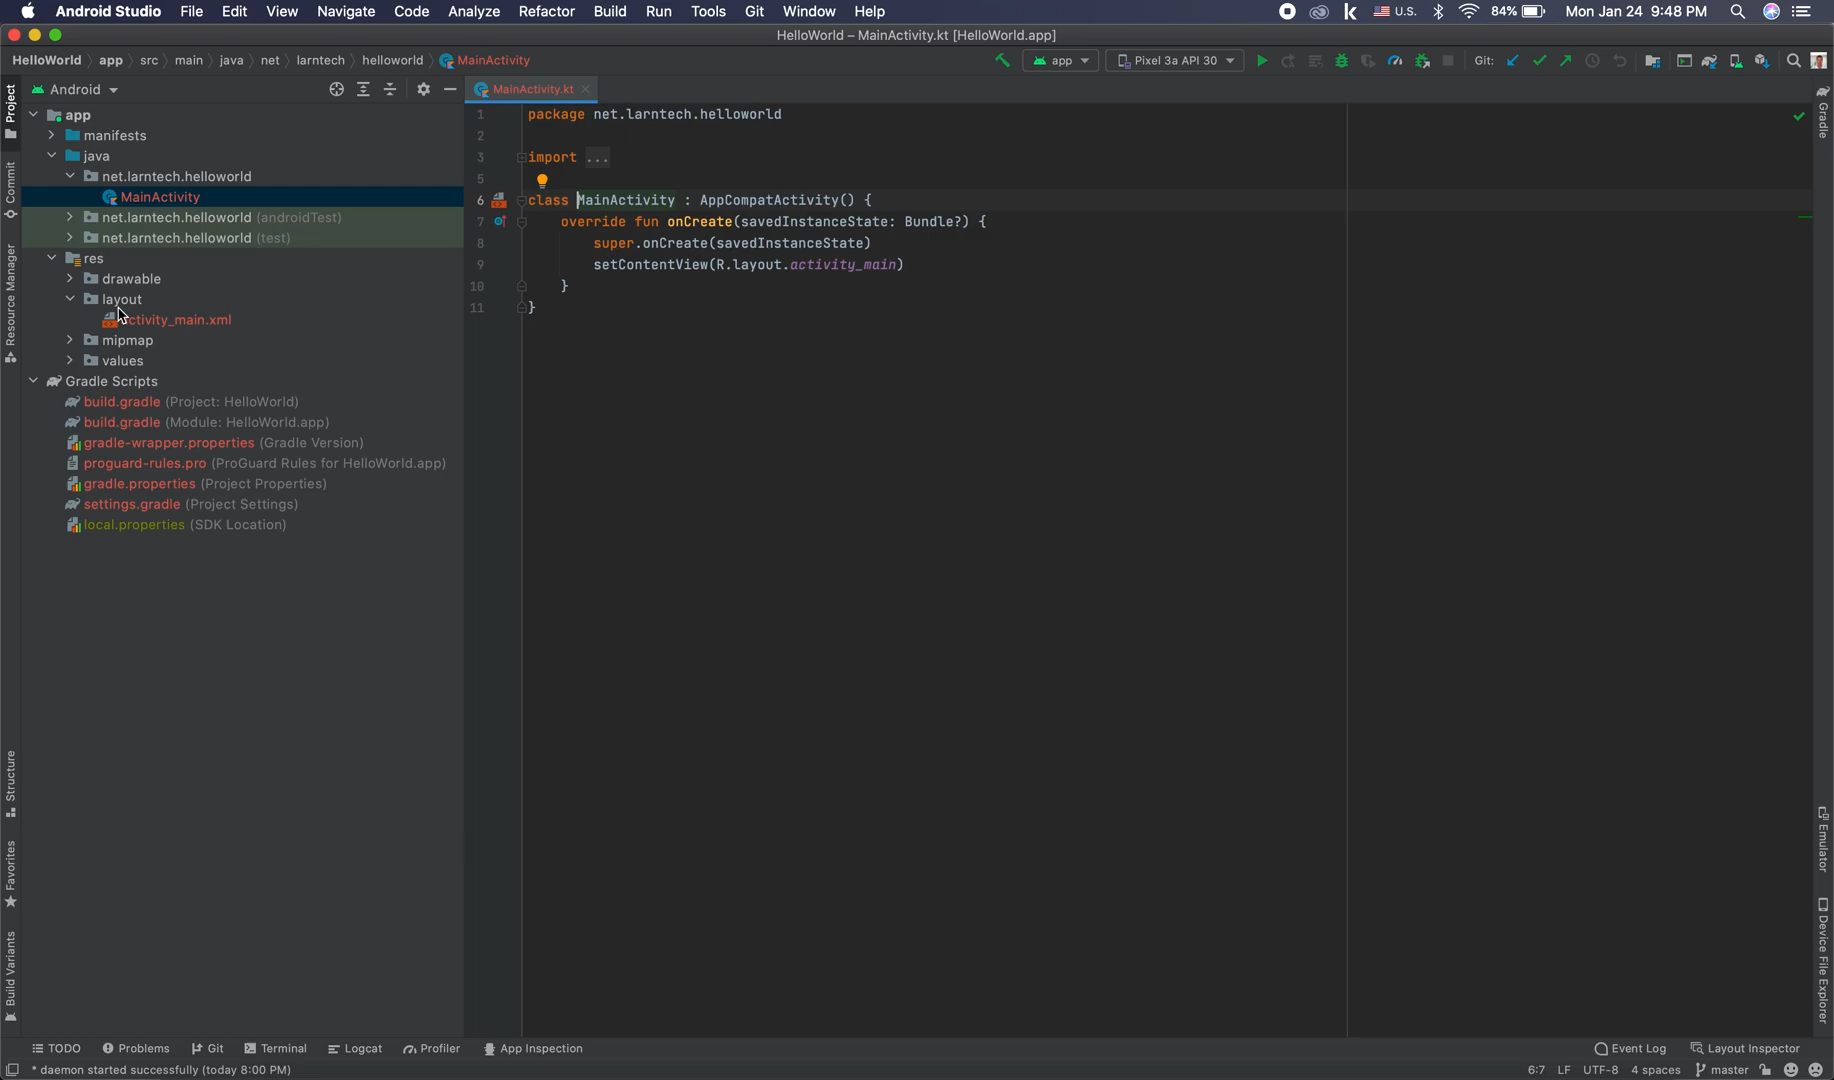 Android Studio File Edit View Navigate Code Analyze Refactor Build Run Tools Git Window Help U.S. 84% Mon Jan 24 9:48 PM
HelloWorld – MainActivity.kt [HelloWorld.app]
HelloWorld app src main java net larntech helloworld MainActivity app Pixel 3a API 30 Git:
Android
MainActivity.kt
Project
Commit
Resource Manager
Structure
Favorites
Build Variants
app
manifests
java
net.larntech.helloworld
MainActivity
net.larntech.helloworld (androidTest)
net.larntech.helloworld (test)
res
drawable
layout
ctivity_main.xml
mipmap
values
Gradle Scripts
build.gradle (Project: HelloWorld)
build.gradle (Module: HelloWorld.app)
gradle-wrapper.properties (Gradle Version)
proguard-rules.pro (ProGuard Rules for HelloWorld.app)
gradle.properties (Project Properties)
settings.gradle (Project Settings)
local.properties (SDK Location)
1 package net.larntech.helloworld
2
3 import ...
5
6 class MainActivity : AppCompatActivity() {
7 override fun onCreate(savedInstanceState: Bundle?) {
8 super.onCreate(savedInstanceState)
9 setContentView(R.layout.activity_main)
10 }
11 }
Gradle
Emulator
Device File Explorer
TODO Problems Git Terminal Logcat Profiler App Inspection Event Log Layout Inspector
* daemon started successfully (today 8:00 PM) 6:7 LF UTF-8 4 spaces master